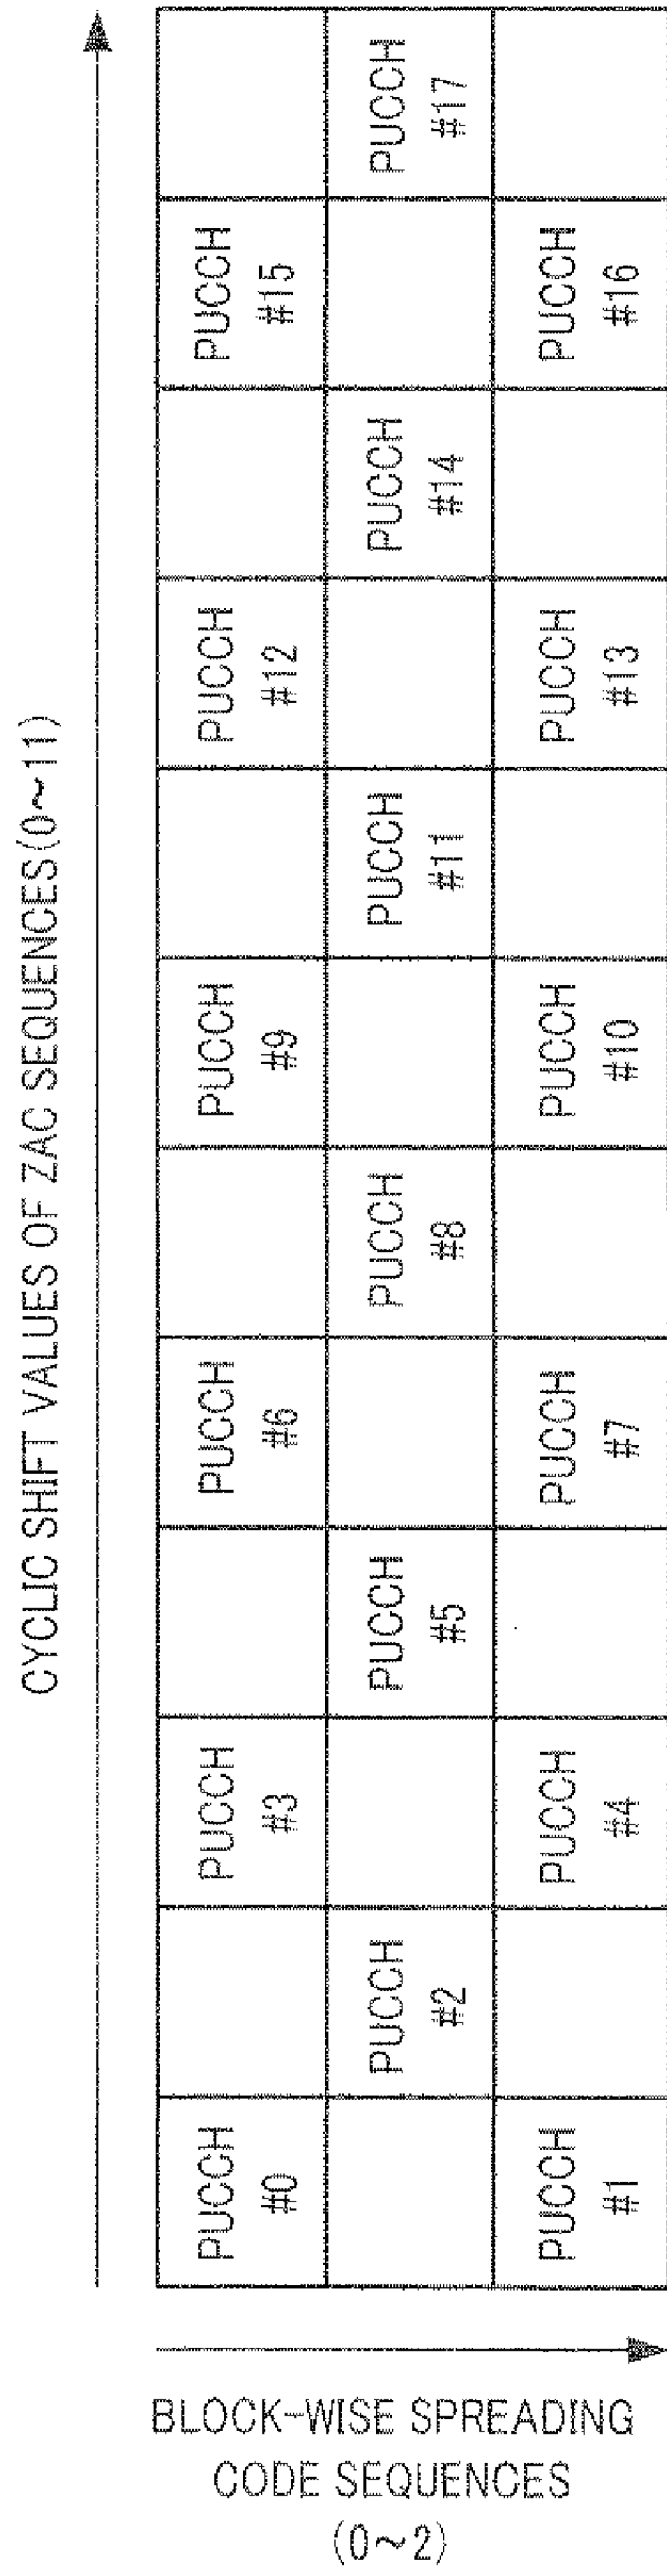 CYCLIC SHIFT VALUES OF ZAC SEQUENCES(0~11)
PUCCH
#0
PUCCH
#3
PUCCH
#6
PUCCH
#9
PUCCH
#12
PUCCH
#15
PUCCH
#2
PUCCH
#5
PUCCH
#8
PUCCH
#11
PUCCH
#14
PUCCH
#17
PUCCH
#1
PUCCH
#4
PUCCH
#7
PUCCH
#10
PUCCH
#13
PUCCH
#16
BLOCK-WISE SPREADING
CODE SEQUENCES
(0~2)